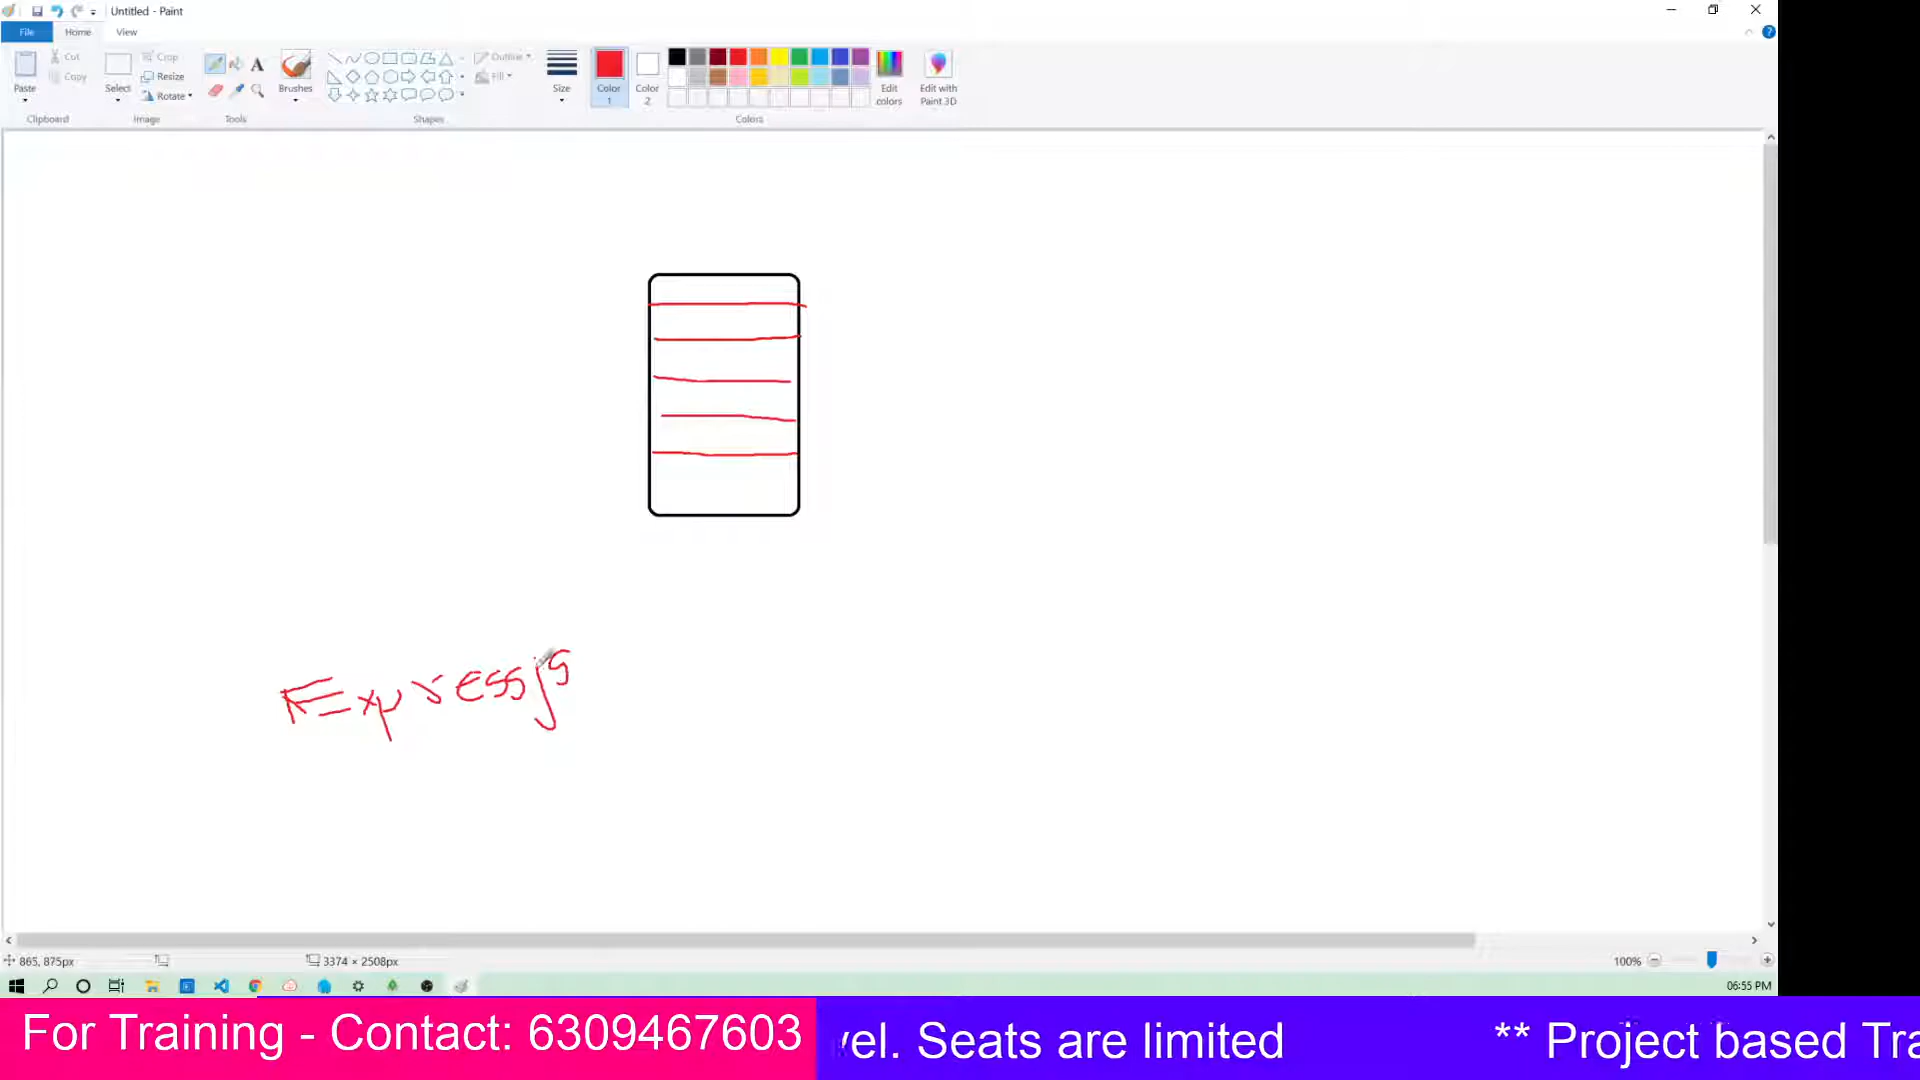 Untitled - Paint
File
Home
View
Paste
Cut
Copy
Clipboard
Select
Crop
Resize
Rotate
Image
A
Tools
Brushes
Shapes
Outline
Fill
Size
Color
1
Color
2
Edit
colors
Edit with
Paint 3D
Colors
Expressjs
865, 875px
3374 × 2508px
100%
06:55 PM
For Training - Contact: 6309467603
vel. Seats are limited
** Project based Tra